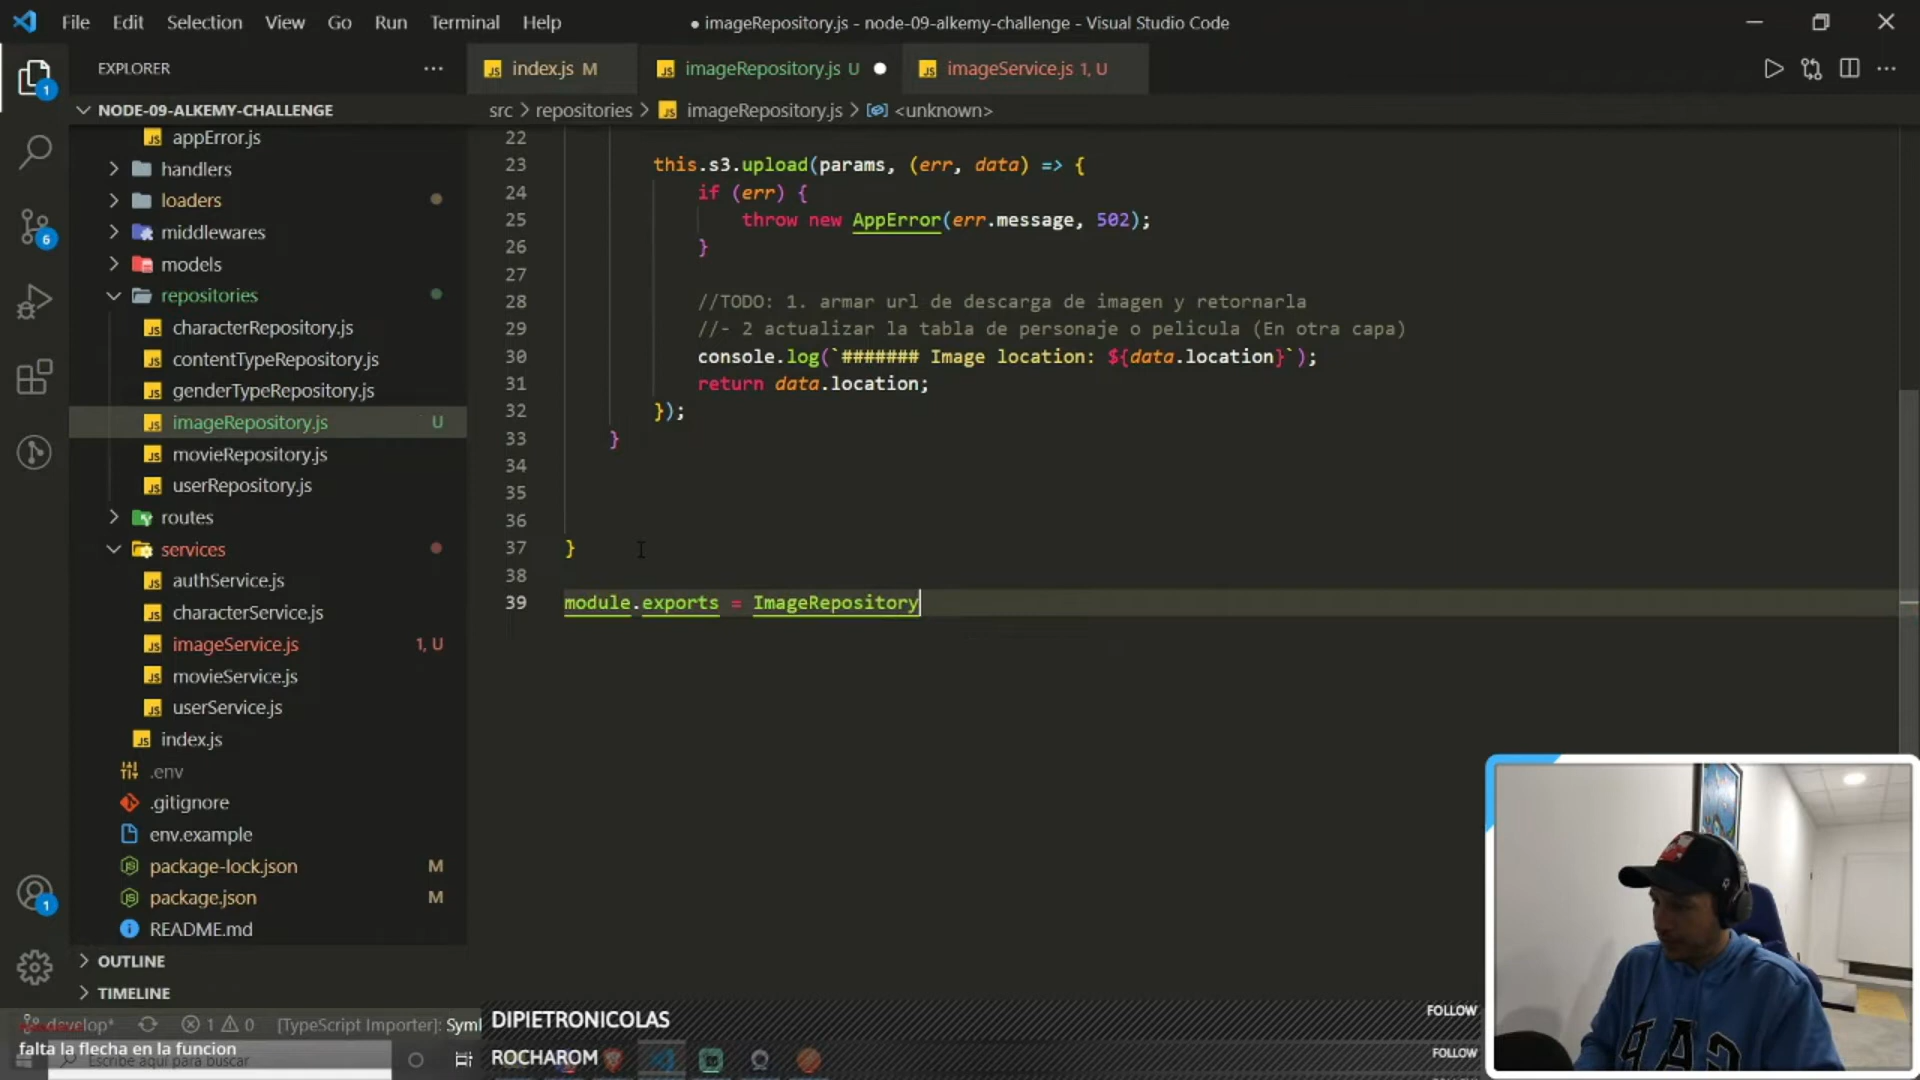 File Edit Selection View Go Run Terminal Help
● imageRepository.js - node-09-alkemy-challenge - Visual Studio Code
EXPLORER
index.js M
imageRepository.js U
imageService.js 1, U
NODE-09-ALKEMY-CHALLENGE
src > repositories > imageRepository.js > <unknown>
appError.js
handlers
loaders
middlewares
models
repositories
characterRepository.js
contentTypeRepository.js
genderTypeRepository.js
imageRepository.js U
movieRepository.js
userRepository.js
routes
services
authService.js
characterService.js
imageService.js 1, U
movieService.js
userService.js
index.js
.env
.gitignore
env.example
package-lock.json M
package.json M
README.md
OUTLINE
TIMELINE
1
6
1
22
23 this.s3.upload(params, (err, data) => {
24 if (err) {
25 throw new AppError(err.message, 502);
26 }
27
28 //TODO: 1. armar url de descarga de imagen y retornarla
29 //- 2 actualizar la tabla de personaje o pelicula (En otra capa)
30 console.log(`####### Image location: ${data.location}`);
31 return data.location;
32 });
33 }
34
35
36
37 }
38
39 module.exports = ImageRepository
develop* 1 0 [TypeScript Importer]: Symb
falta la flecha en la funcion
Escribe aquí para buscar
DIPIETRONICOLAS FOLLOW
ROCHAROM FOLLOW
GAP